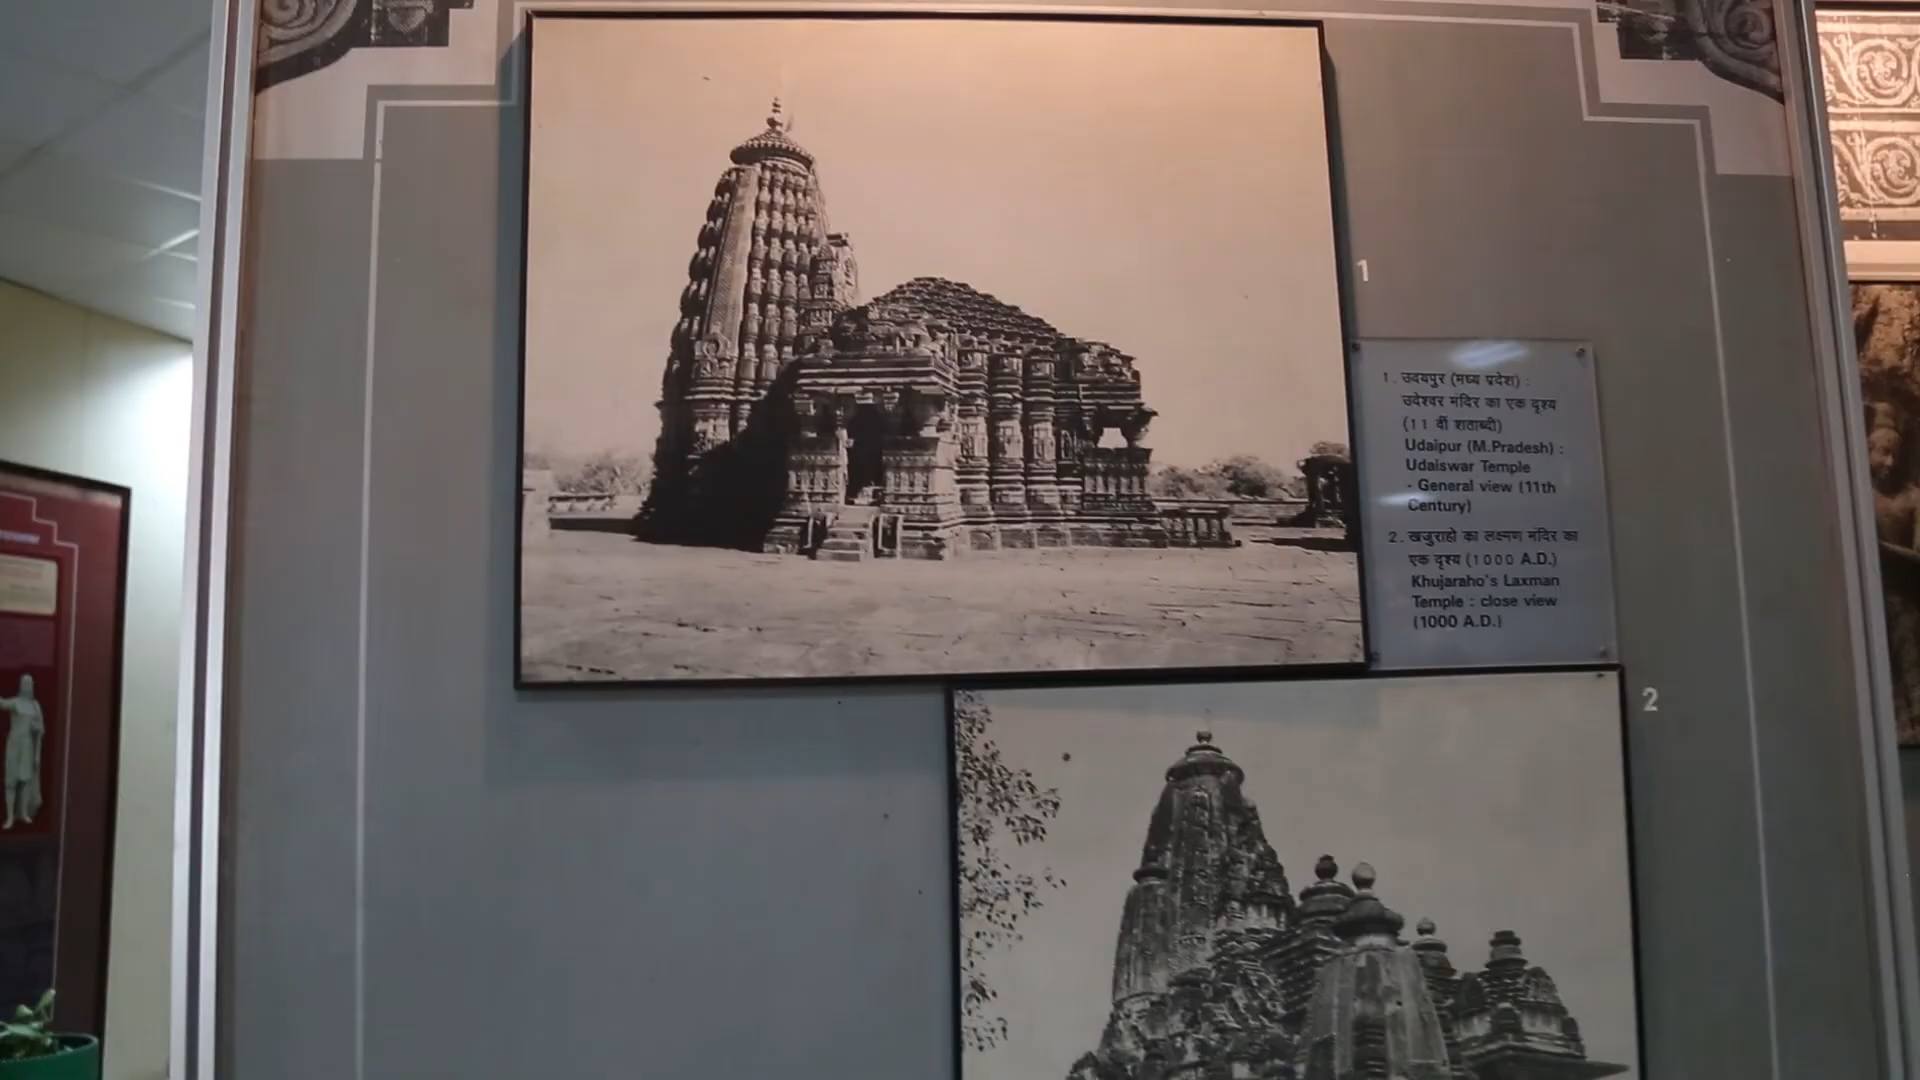 1
1. उदयपुर (मध्य प्रदेश) :
उदेश्वर मंदिर का एक दृश्य
(11 वीं शताब्दी)
Udaipur (M.Pradesh) :
Udaiswar Temple
- General view (11th
Century)
2. खजुराहो का लक्ष्मण मंदिर का
एक दृश्य (1000 A.D.)
Khujaraho's Laxman
Temple : close view
(1000 A.D.)
2